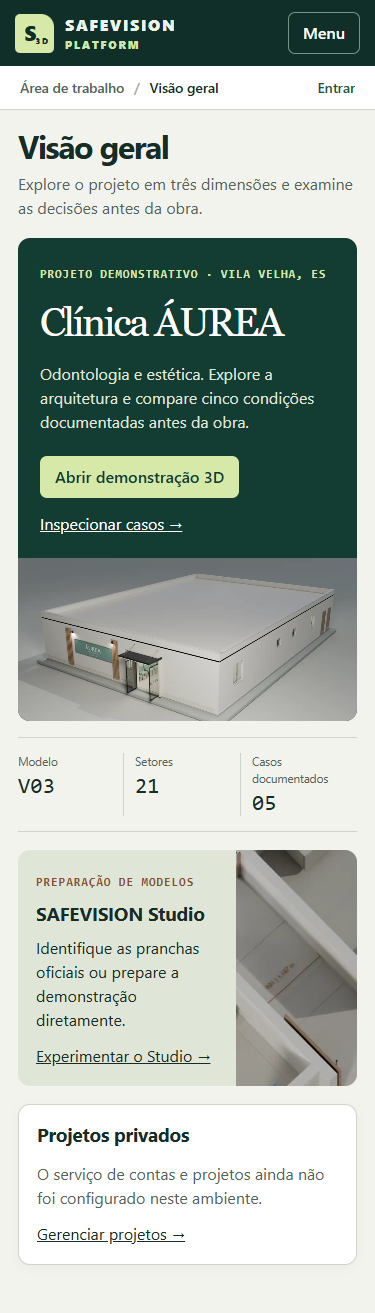 S3D
SAFEVISION
PLATFORM
Menu
Área de trabalho / Visão geral
Entrar
Visão geral
Explore o projeto em três dimensões e examine
as decisões antes da obra.
PROJETO DEMONSTRATIVO · VILA VELHA, ES
Clínica ÁUREA
Odontologia e estética. Explore a
arquitetura e compare cinco condições
documentadas antes da obra.
Abrir demonstração 3D
Inspecionar casos →
ÁUREA
Modelo
V03
Setores
21
Casos
documentados
05
PREPARAÇÃO DE MODELOS
SAFEVISION Studio
Identifique as pranchas
oficiais ou prepare a
demonstração
diretamente.
Experimentar o Studio →
Projetos privados
O serviço de contas e projetos ainda não
foi configurado neste ambiente.
Gerenciar projetos →